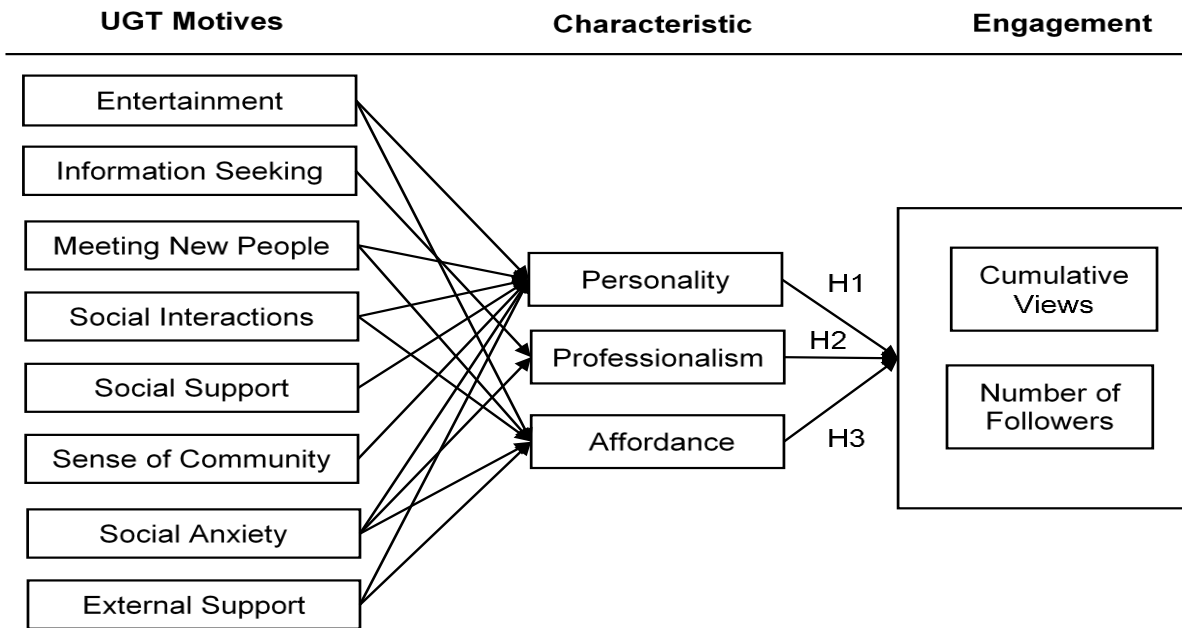 UGT Motives
Characteristic
Engagement
Entertainment
Information Seeking
Meeting New People
Social Interactions
Social Support
Sense of Community
Social Anxiety
External Support
Personality
Professionalism
Affordance
H1
H2
H3
Cumulative
Views
Number of
Followers